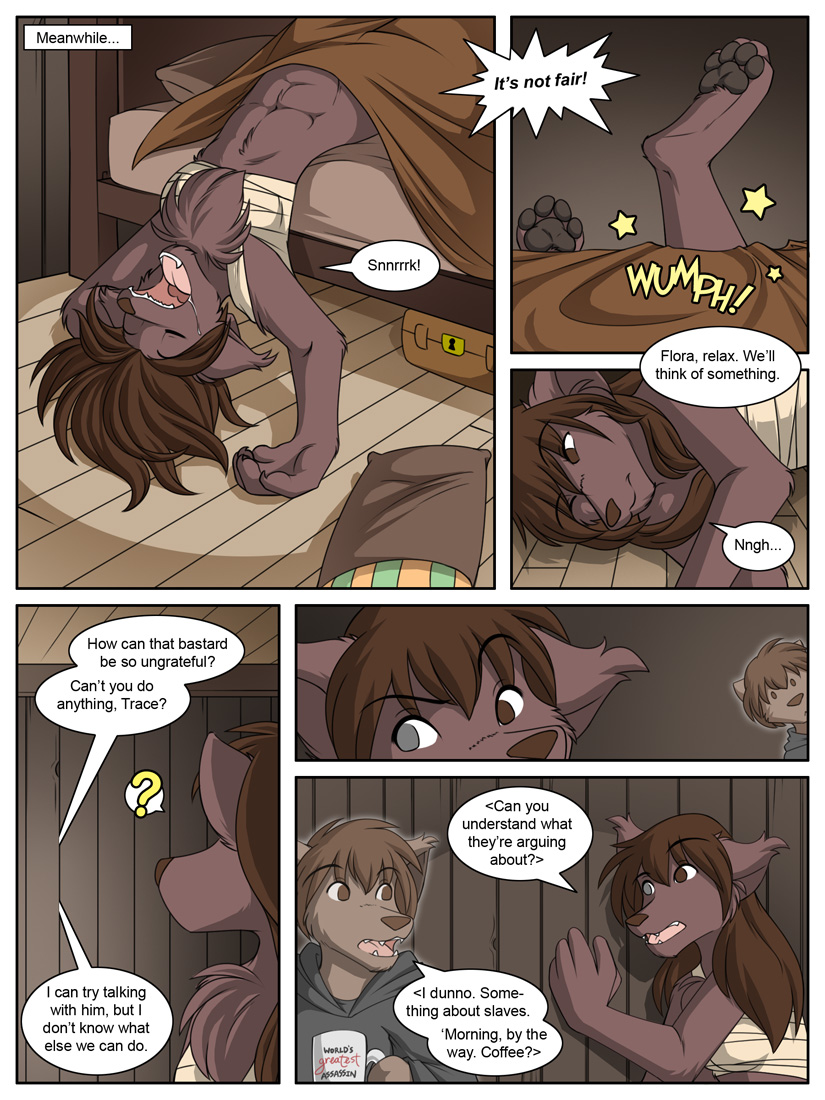 Meanwhile...
Snnrrrk!
It's not fair!
WUMPH!
Flora, relax. We'll
think of something.
Nngh...
How can that bastard
be so ungrateful?
Can't you do
anything, Trace?
?
I can try talking
with him, but I
don't know what
else we can do.
<Can you
understand what
they're arguing
about?>
<I dunno. Some-
thing about slaves.
'Morning, by the
way. Coffee?>
WORLD'S
greatest
ASSASSIN